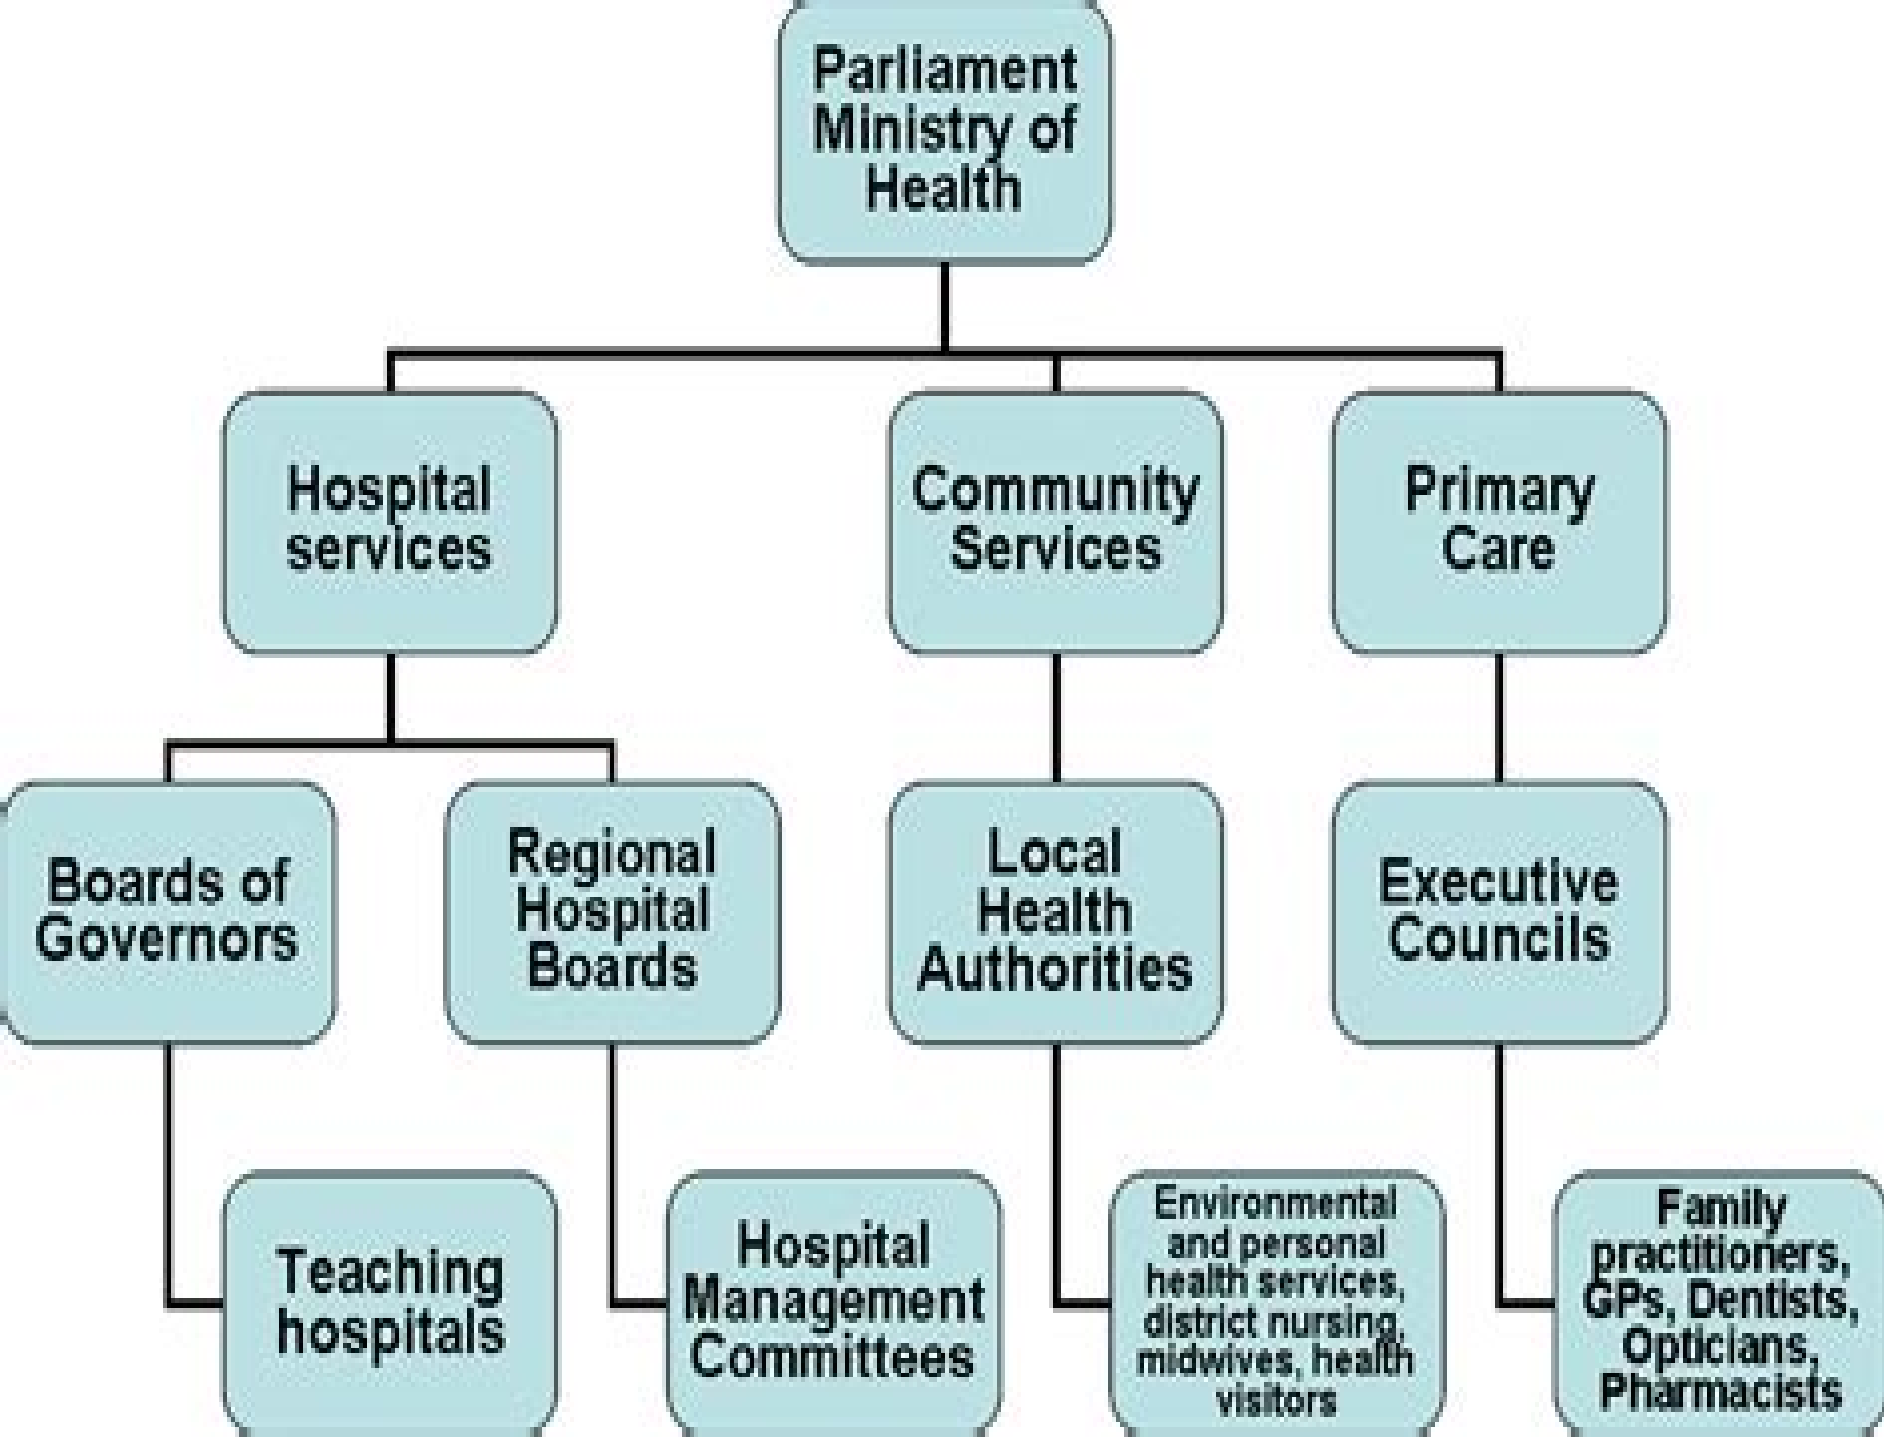 Parliament
Ministry of
Health
Hospital
services
Community
Services
Primary
Care
Boards of
Governors
Regional
Hospital
Boards
Local
Health
Authorities
Executive
Councils
Teaching
hospitals
Hospital
Management
Committees
Environmental
and personal
health services,
district nursing,
midwives, health
visitors
Family
practitioners,
GPs, Dentists,
Opticians,
Pharmacists